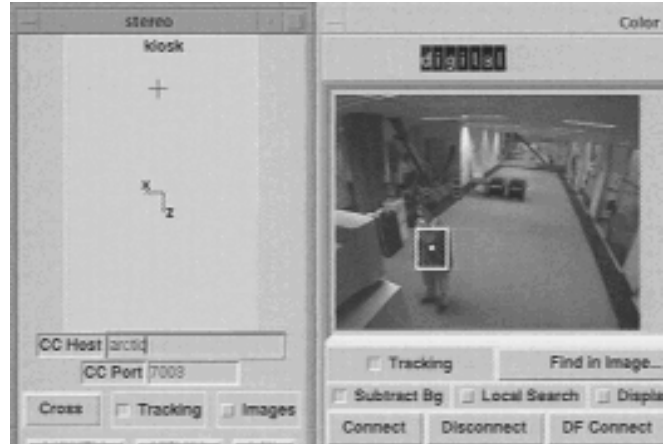 stereo
kiosk
x
z
CC Host arctic
CC Port 7003
Cross Tracking Images
Color
digital
Tracking Find in Image...
Subtract Bg Local Search Displa
Connect Disconnect DF Connect